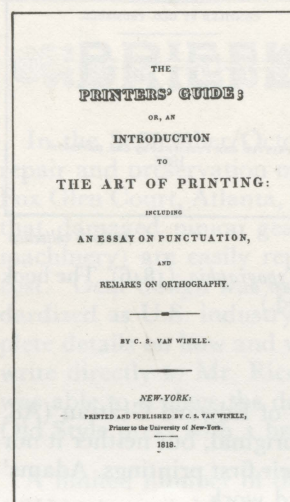 THE
PRINTERS' GUIDE;
OR, AN
INTRODUCTION
TO
THE ART OF PRINTING:
INCLUDING
AN ESSAY ON PUNCTUATION,
AND
REMARKS ON ORTHOGRAPHY.
BY C. S. VAN WINKLE.
NEW-YORK:
PRINTED AND PUBLISHED BY C. S. VAN WINKLE,
Printer to the University of New-York.
1818.